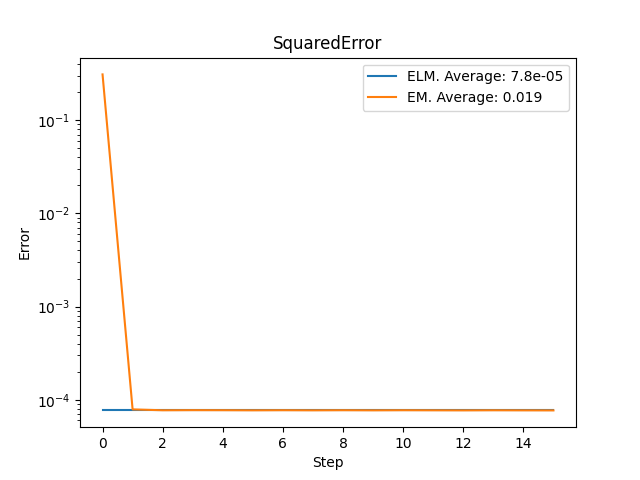 SquaredError
ELM. Average: 7.8e-05
EM. Average: 0.019
Error
10⁻¹
10⁻²
10⁻³
10⁻⁴
0 2 4 6 8 10 12 14
Step